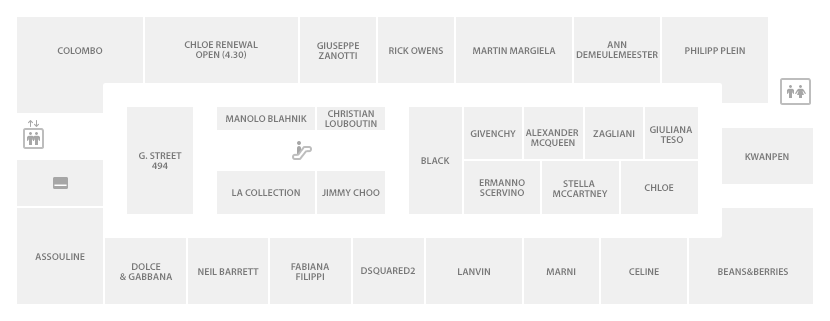 COLOMBO
CHLOE RENEWAL
OPEN (4.30)
GIUSEPPE
ZANOTTI
RICK OWENS
MARTIN MARGIELA
ANN
DEMEULEMEESTER
PHILIPP PLEIN
G. STREET
494
MANOLO BLAHNIK
CHRISTIAN
LOUBOUTIN
LA COLLECTION
JIMMY CHOO
BLACK
GIVENCHY
ALEXANDER
MCQUEEN
ZAGLIANI
GIULIANA
TESO
ERMANNO
SCERVINO
STELLA
MCCARTNEY
CHLOE
KWANPEN
ASSOULINE
DOLCE
& GABBANA
NEIL BARRETT
FABIANA
FILIPPI
DSQUARED2
LANVIN
MARNI
CELINE
BEANS&BERRIES